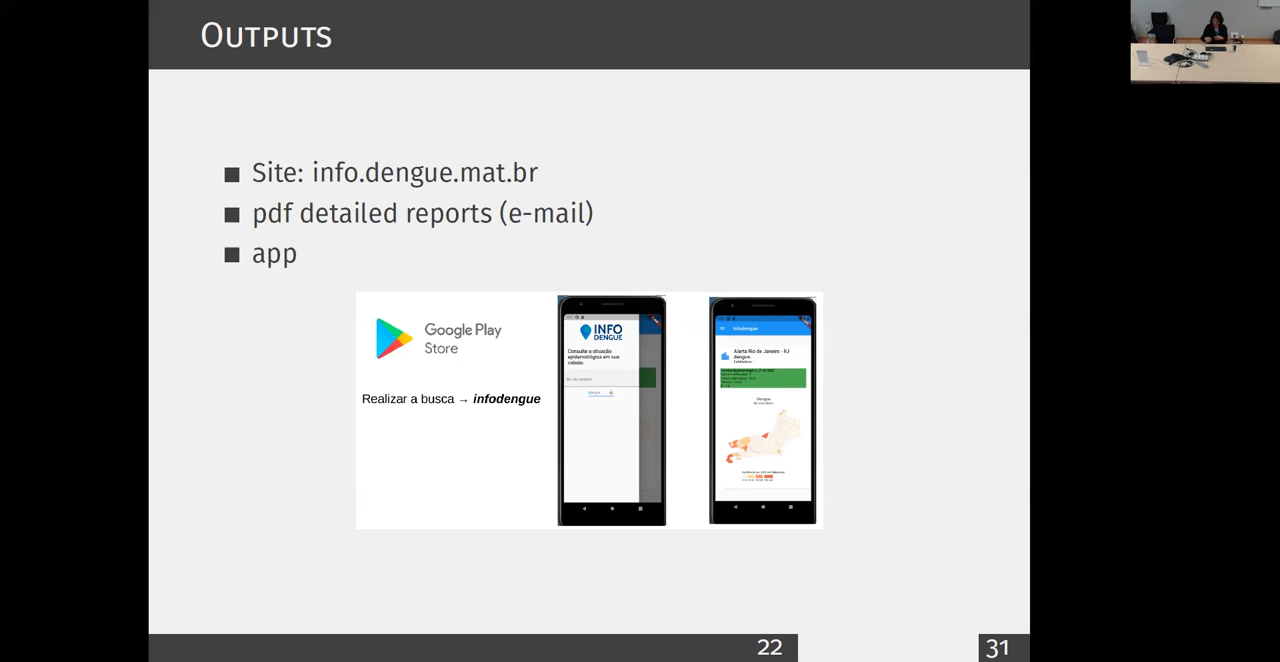 OUTPUTS
Site: info.dengue.mat.br
pdf detailed reports (e-mail)
app
Google Play
Store
Realizar a busca → infodengue
INFO
DENGUE
Consulte a situação
epidemiológica em sua
cidade:
Rio de Janeiro
Infodengue
Alerta Rio de Janeiro - RJ
dengue
Dengue
22
31